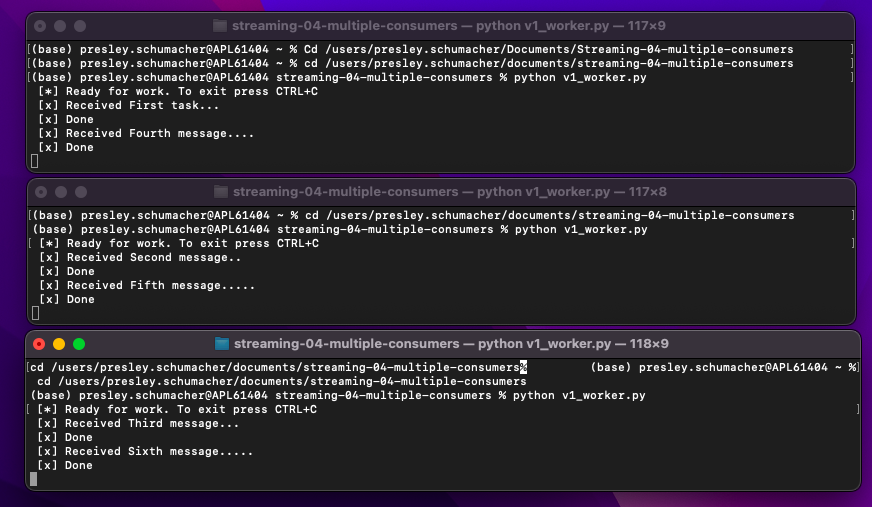 streaming-04-multiple-consumers — python v1_worker.py — 117×9
[(base) presley.schumacher@APL61404 ~ % Cd /users/presley.schumacher/Documents/Streaming-04-multiple-consumers ]
[(base) presley.schumacher@APL61404 ~ % cd /users/presley.schumacher/documents/streaming-04-multiple-consumers ]
[(base) presley.schumacher@APL61404 streaming-04-multiple-consumers % python v1_worker.py ]
[*] Ready for work. To exit press CTRL+C
[x] Received First task...
[x] Done
[x] Received Fourth message....
[x] Done
streaming-04-multiple-consumers — python v1_worker.py — 117×8
[(base) presley.schumacher@APL61404 ~ % cd /users/presley.schumacher/documents/streaming-04-multiple-consumers ]
(base) presley.schumacher@APL61404 streaming-04-multiple-consumers % python v1_worker.py
[ [*] Ready for work. To exit press CTRL+C ]
[x] Received Second message..
[x] Done
[x] Received Fifth message.....
[x] Done
streaming-04-multiple-consumers — python v1_worker.py — 118×9
[cd /users/presley.schumacher/documents/streaming-04-multiple-consumers% (base) presley.schumacher@APL61404 ~ %]
cd /users/presley.schumacher/documents/streaming-04-multiple-consumers
(base) presley.schumacher@APL61404 streaming-04-multiple-consumers % python v1_worker.py
[ [*] Ready for work. To exit press CTRL+C ]
[x] Received Third message...
[x] Done
[x] Received Sixth message.....
[x] Done